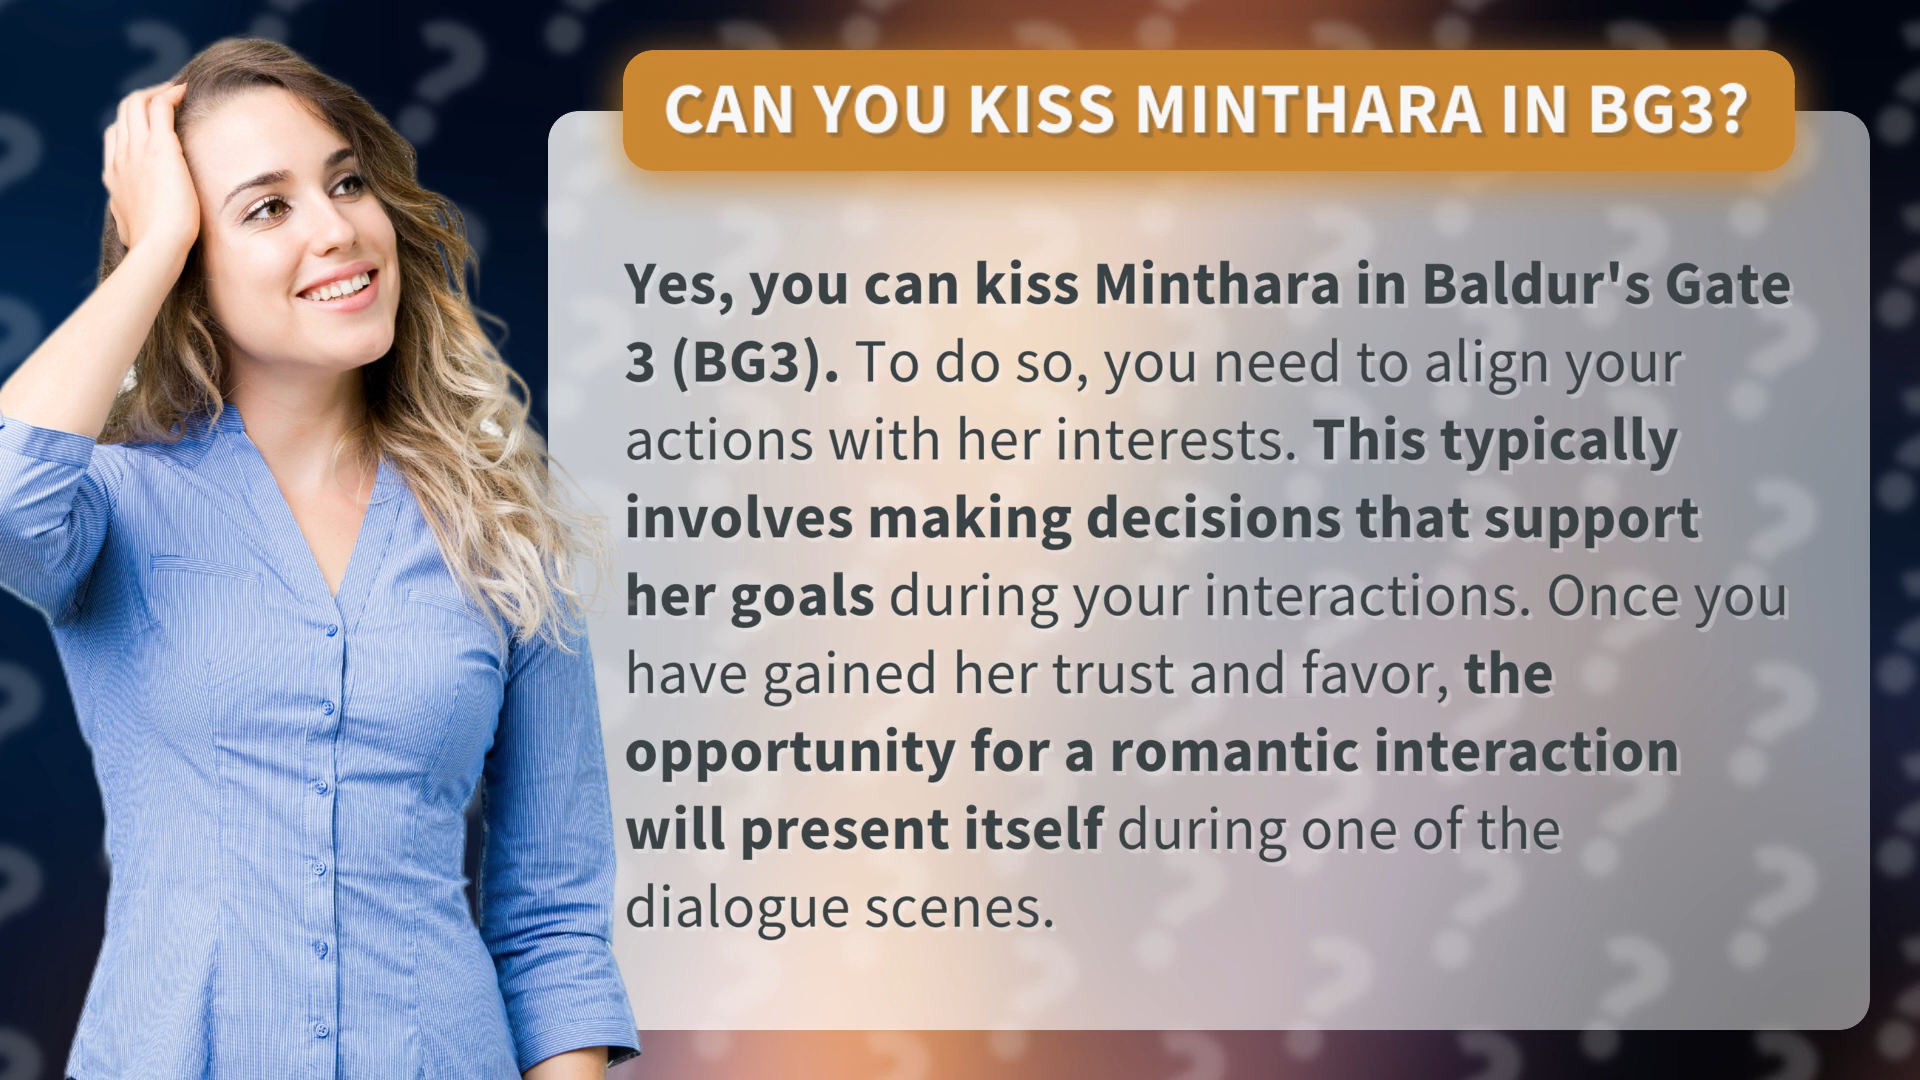 CAN YOU KISS MINTHARA IN BG3?
Yes, you can kiss Minthara in Baldur's Gate
3 (BG3). To do so, you need to align your
actions with her interests. This typically
involves making decisions that support
her goals during your interactions. Once you
have gained her trust and favor, the
opportunity for a romantic interaction
will present itself during one of the
dialogue scenes.